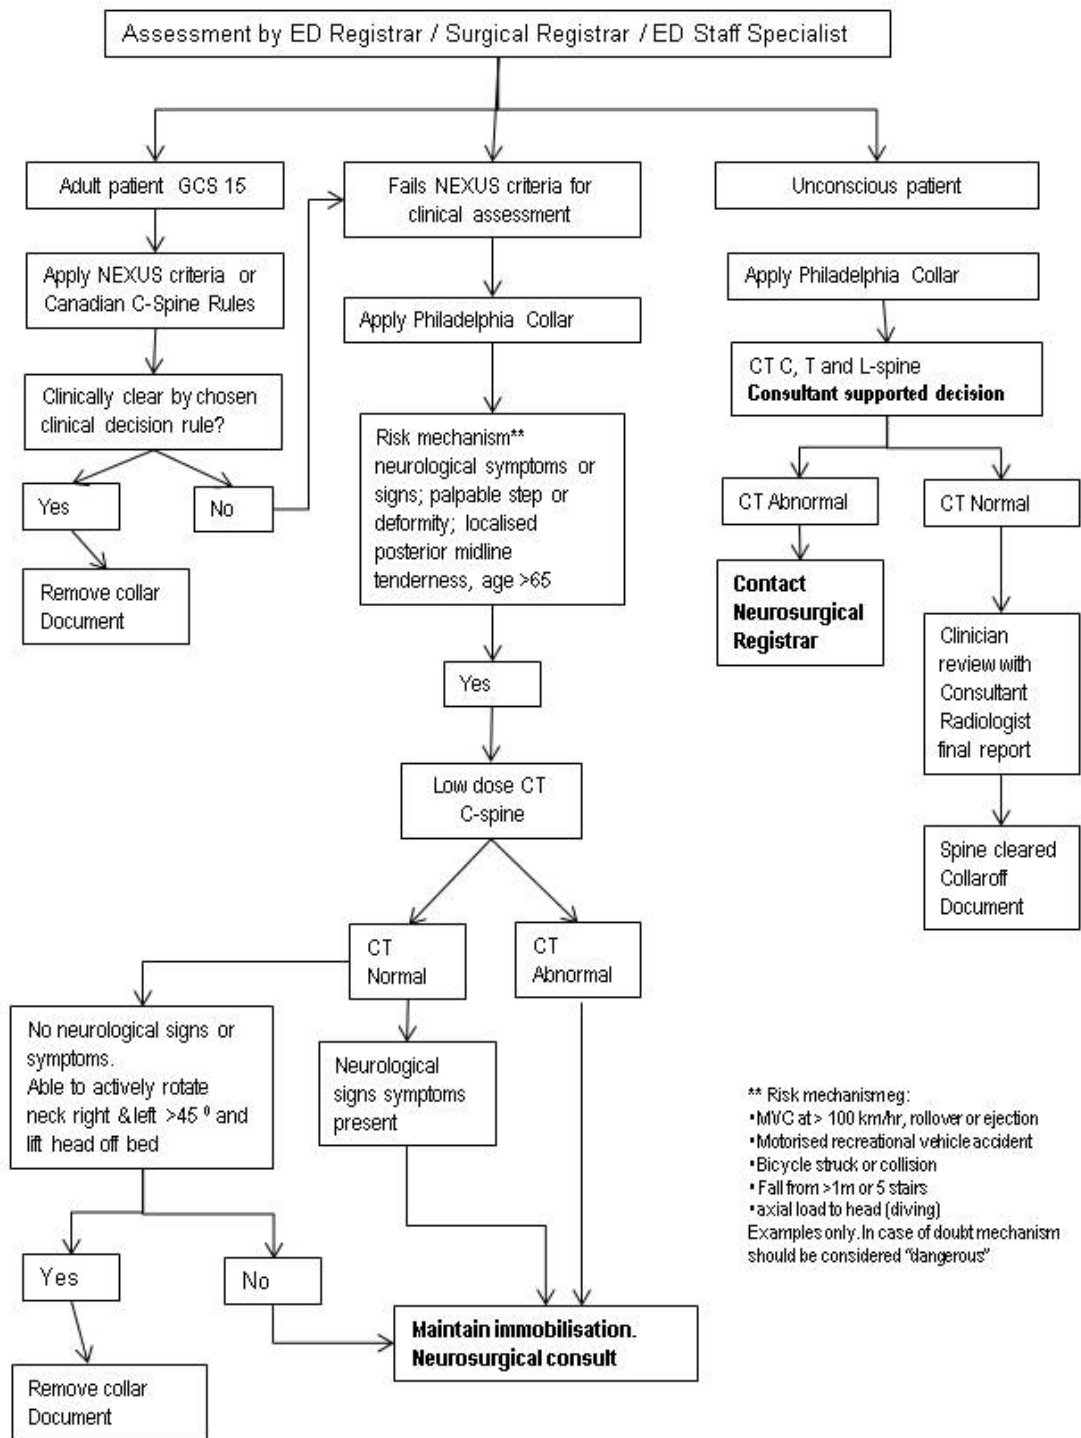 Assessment by ED Registrar / Surgical Registrar / ED Staff Specialist
Adult patient GCS 15
Fails NEXUS criteria for
clinical assessment
Unconscious patient
Apply NEXUS criteria or
Canadian C-Spine Rules
Apply Philadelphia Collar
Apply Philadelphia Collar
Clinically clear by chosen
clinical decision rule?
CT C, T and L-spine
Consultant supported decision
Risk mechanism**
neurological symptoms or
signs; palpable step or
deformity; localised
posterior midline
tenderness, age >65
Yes
No
CT Abnormal
CT Normal
Remove collar
Document
Contact
Neurosurgical
Registrar
Clinician
review with
Consultant
Radiologist
final report
Yes
Low dose CT
C-spine
Spine cleared
Collaroff
Document
CT
Normal
CT
Abnormal
No neurological signs or
symptoms.
Able to actively rotate
neck right &left >45 ⁰ and
lift head off bed
Neurological
signs symptoms
present
** Risk mechanismeg:
•MVC at > 100 km/hr, rollover or ejection
•Motorised recreational vehicle accident
•Bicycle struck or collision
•Fall from >1m or 5 stairs
•axial load to head (diving)
Examples only. In case of doubt mechanism
should be considered “dangerous”
Yes
No
Maintain immobilisation.
Neurosurgical consult
Remove collar
Document